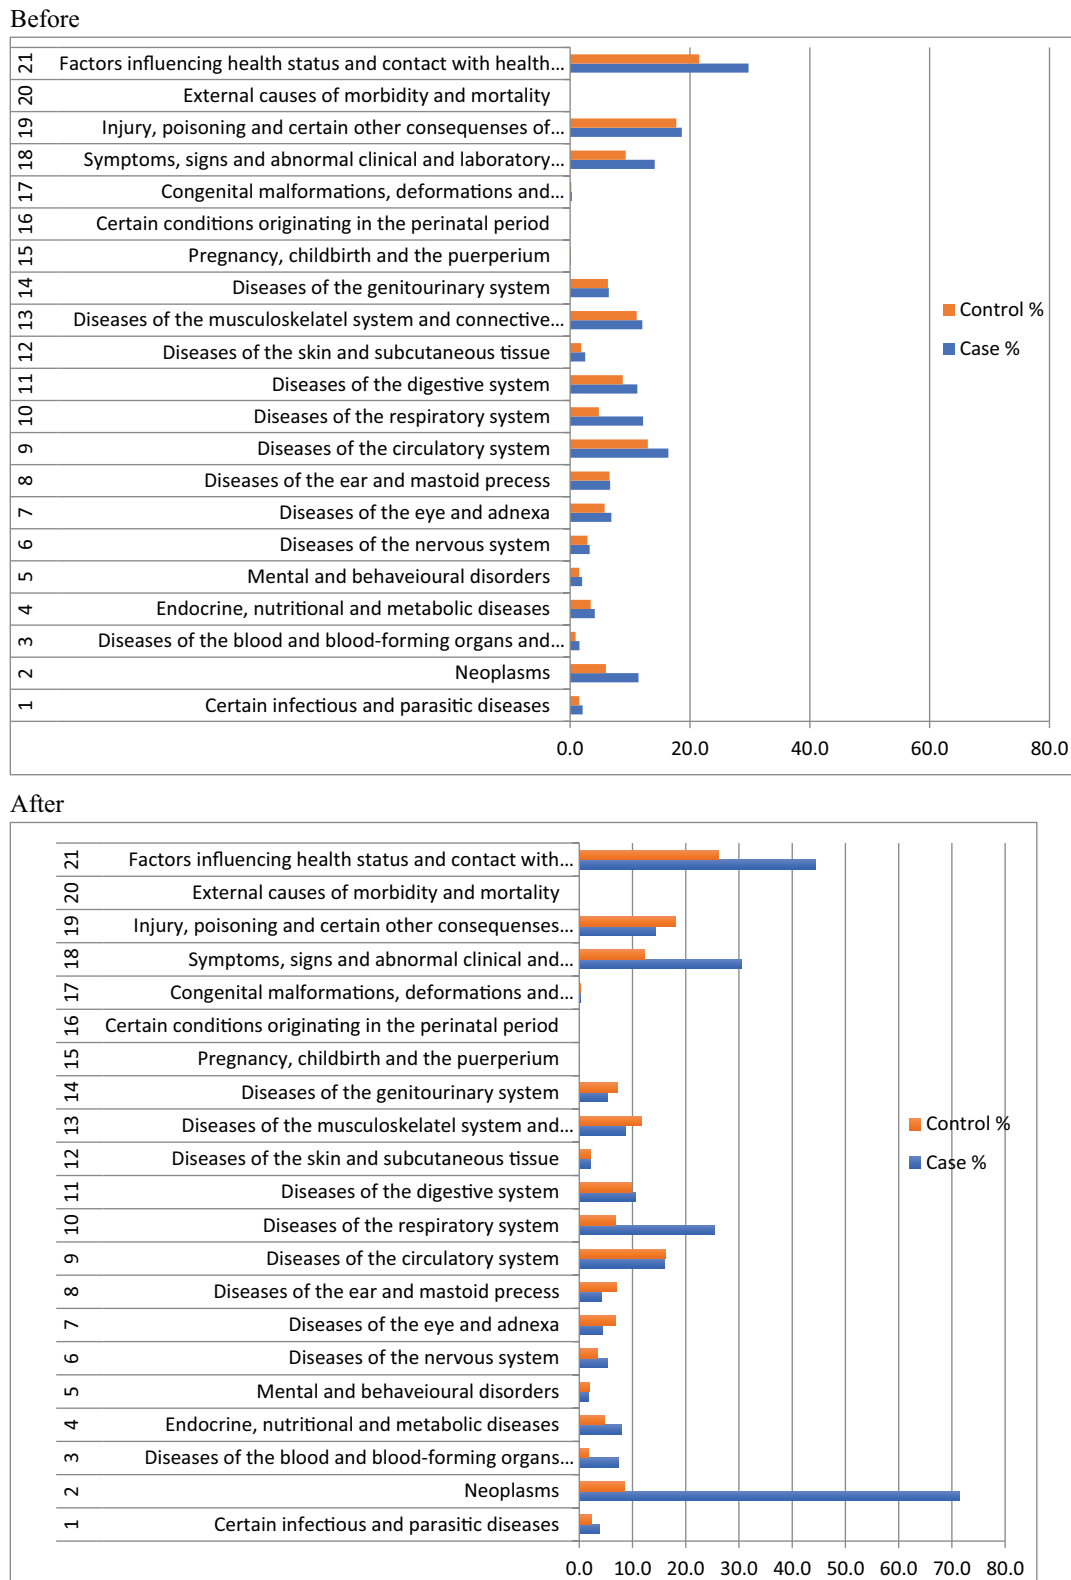 Before
21 Factors influencing health status and contact with health...
20 External causes of morbidity and mortality
19 Injury, poisoning and certain other consequenses of...
18 Symptoms, signs and abnormal clinical and laboratory...
17 Congenital malformations, deformations and...
16 Certain conditions originating in the perinatal period
15 Pregnancy, childbirth and the puerperium
14 Diseases of the genitourinary system
13 Diseases of the musculoskelatel system and connective...
12 Diseases of the skin and subcutaneous tissue
11 Diseases of the digestive system
10 Diseases of the respiratory system
9 Diseases of the circulatory system
8 Diseases of the ear and mastoid precess
7 Diseases of the eye and adnexa
6 Diseases of the nervous system
5 Mental and behaveioural disorders
4 Endocrine, nutritional and metabolic diseases
3 Diseases of the blood and blood-forming organs and...
2 Neoplasms
1 Certain infectious and parasitic diseases
Control %
Case %
0.0 20.0 40.0 60.0 80.0
After
21 Factors influencing health status and contact with...
20 External causes of morbidity and mortality
19 Injury, poisoning and certain other consequenses...
18 Symptoms, signs and abnormal clinical and...
17 Congenital malformations, deformations and...
16 Certain conditions originating in the perinatal period
15 Pregnancy, childbirth and the puerperium
14 Diseases of the genitourinary system
13 Diseases of the musculoskelatel system and...
12 Diseases of the skin and subcutaneous tissue
11 Diseases of the digestive system
10 Diseases of the respiratory system
9 Diseases of the circulatory system
8 Diseases of the ear and mastoid precess
7 Diseases of the eye and adnexa
6 Diseases of the nervous system
5 Mental and behaveioural disorders
4 Endocrine, nutritional and metabolic diseases
3 Diseases of the blood and blood-forming organs...
2 Neoplasms
1 Certain infectious and parasitic diseases
Control %
Case %
0.0 10.0 20.0 30.0 40.0 50.0 60.0 70.0 80.0